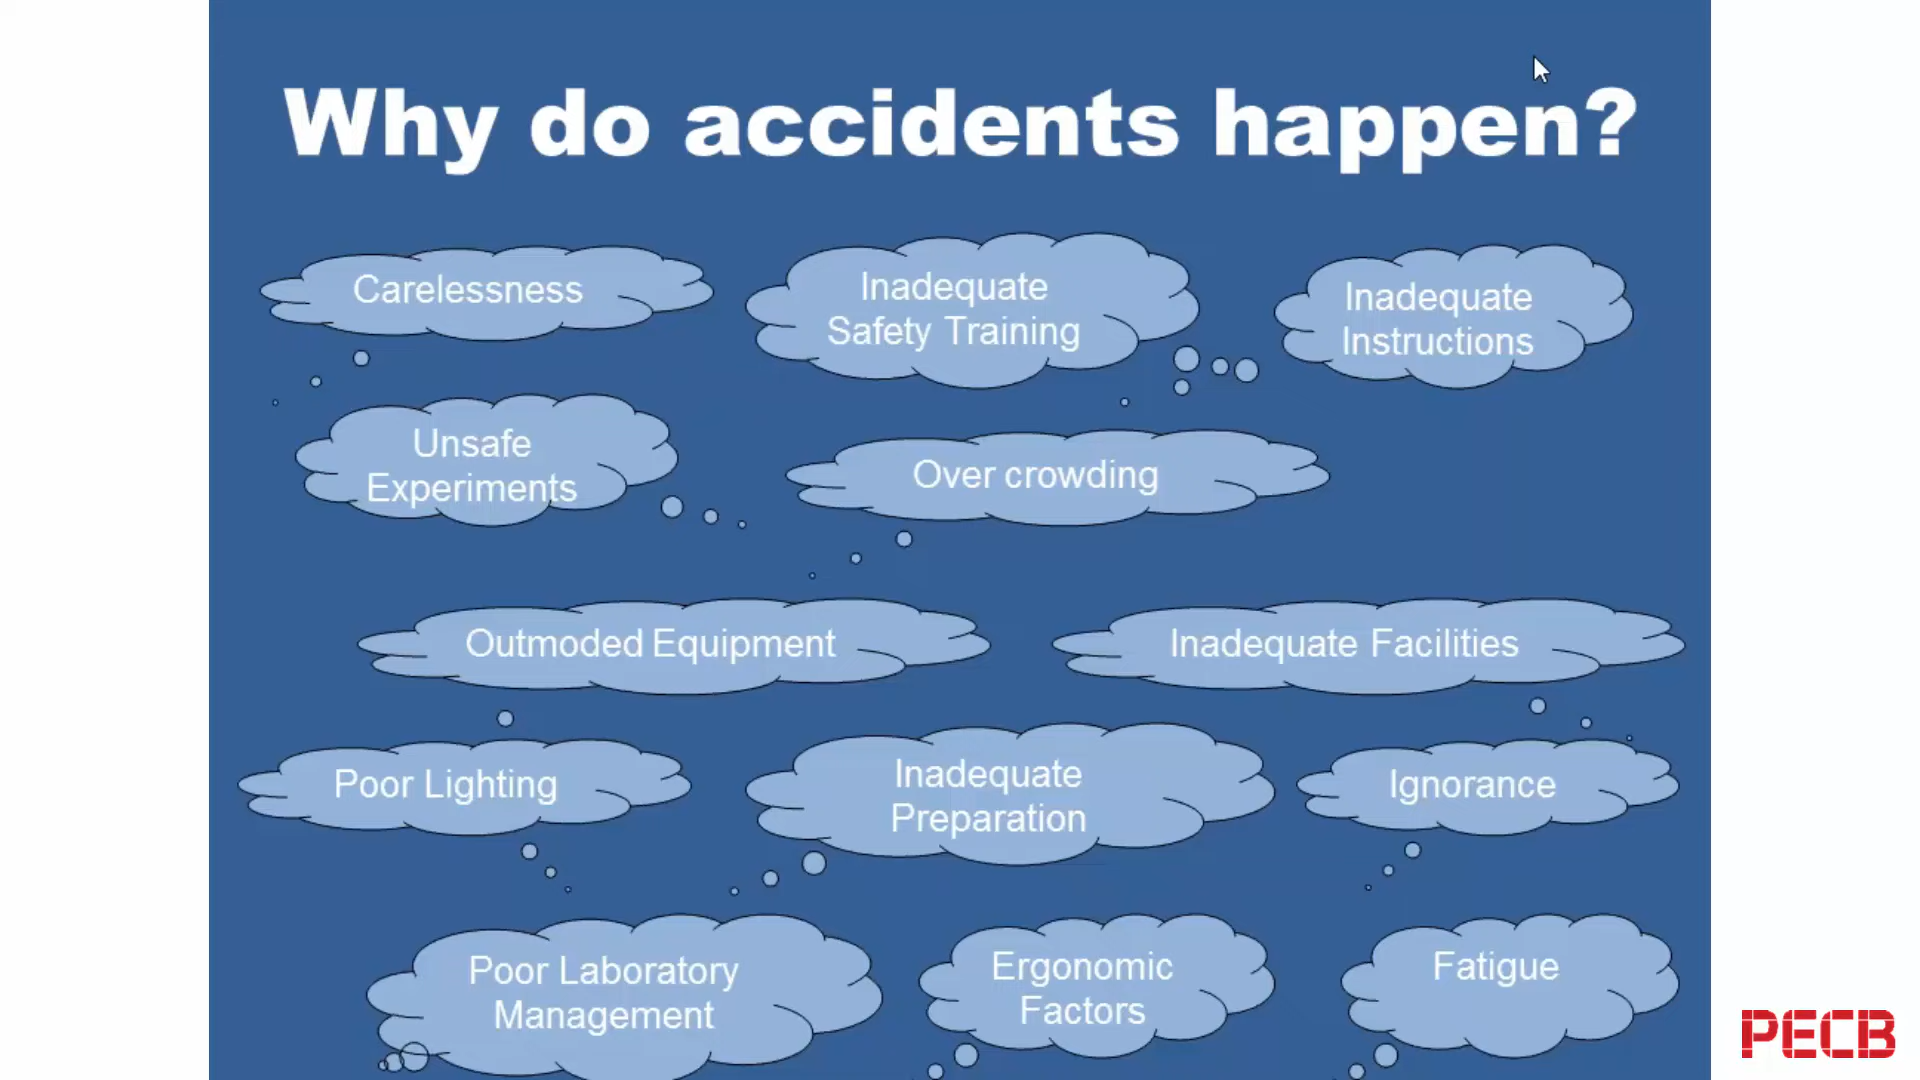 Why do accidents happen?
Carelessness
Inadequate
Safety Training
Inadequate
Instructions
Unsafe
Experiments
Over crowding
Outmoded Equipment
Inadequate Facilities
Poor Lighting
Inadequate
Preparation
Ignorance
Poor Laboratory
Management
Ergonomic
Factors
Fatigue
PECB